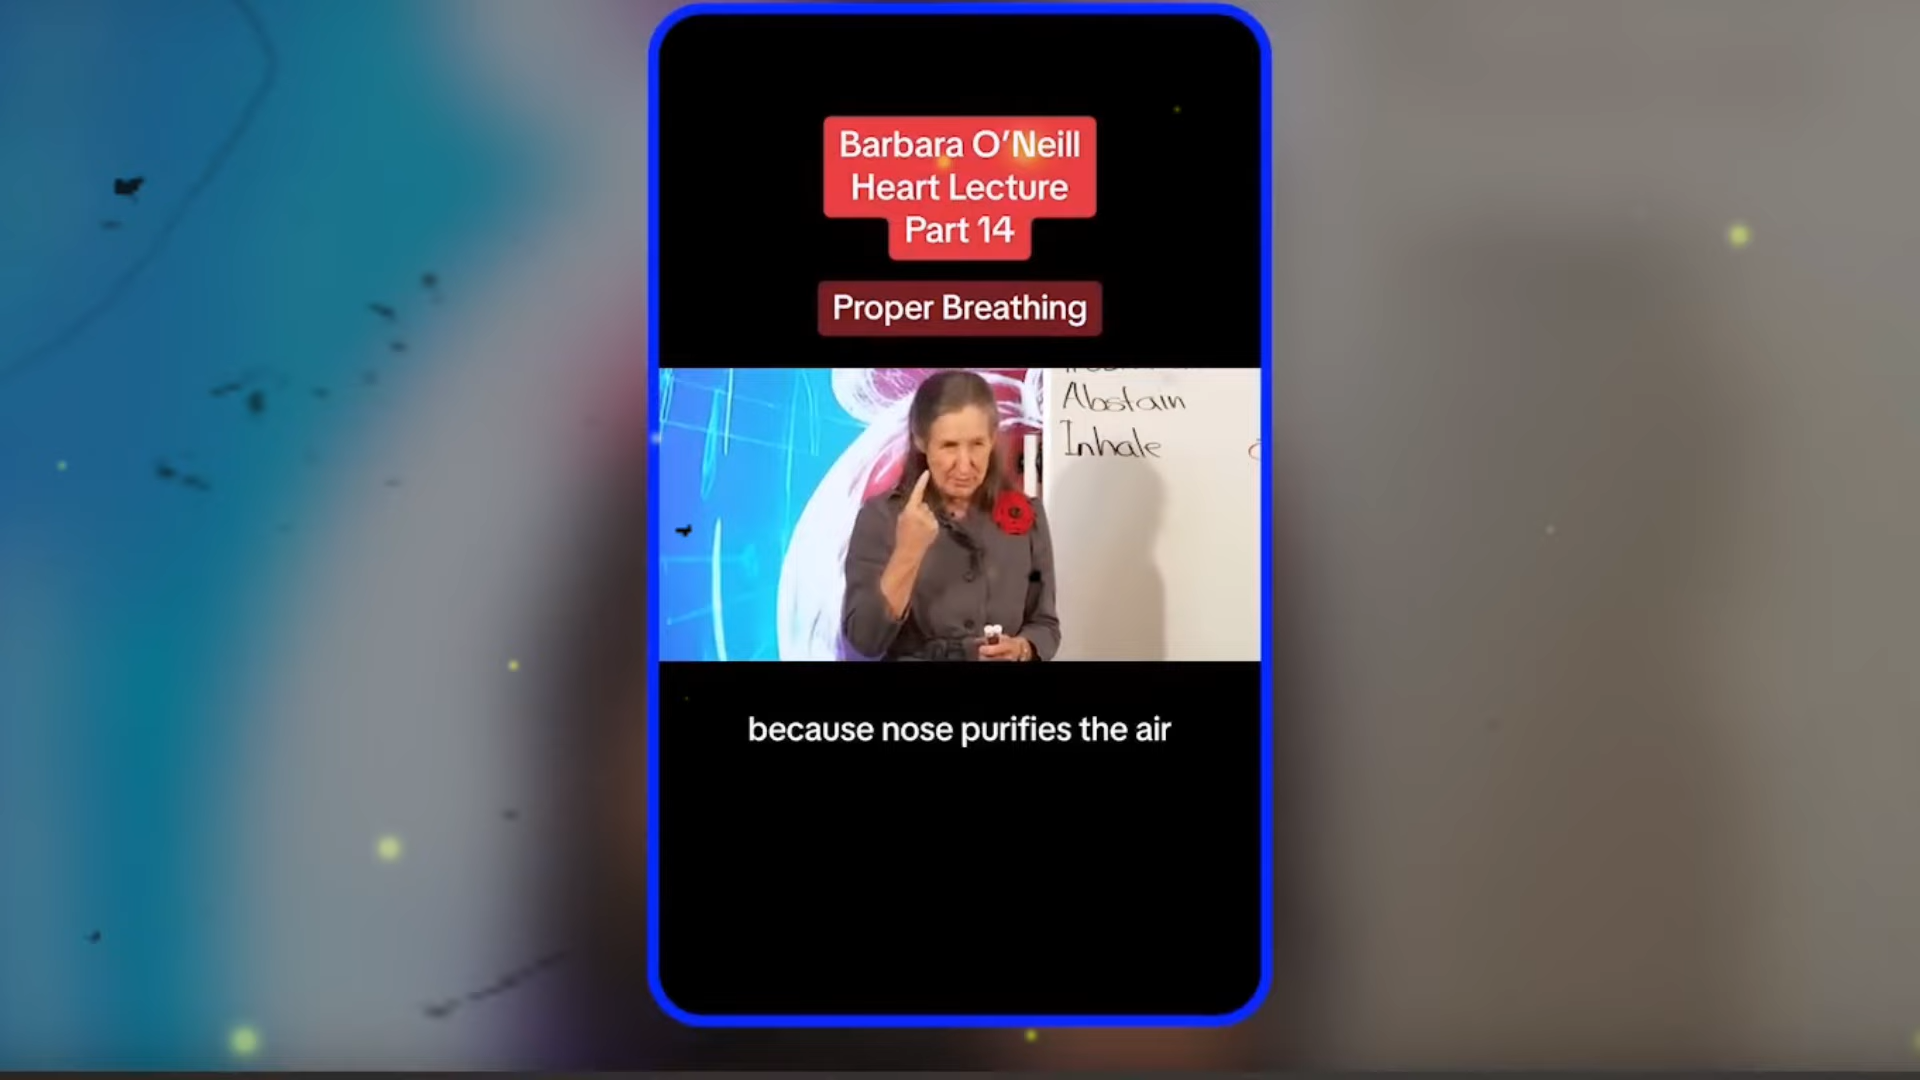 Barbara O’Neill
Heart Lecture
Part 14
Proper Breathing
Abstain
Inhale
because nose purifies the air